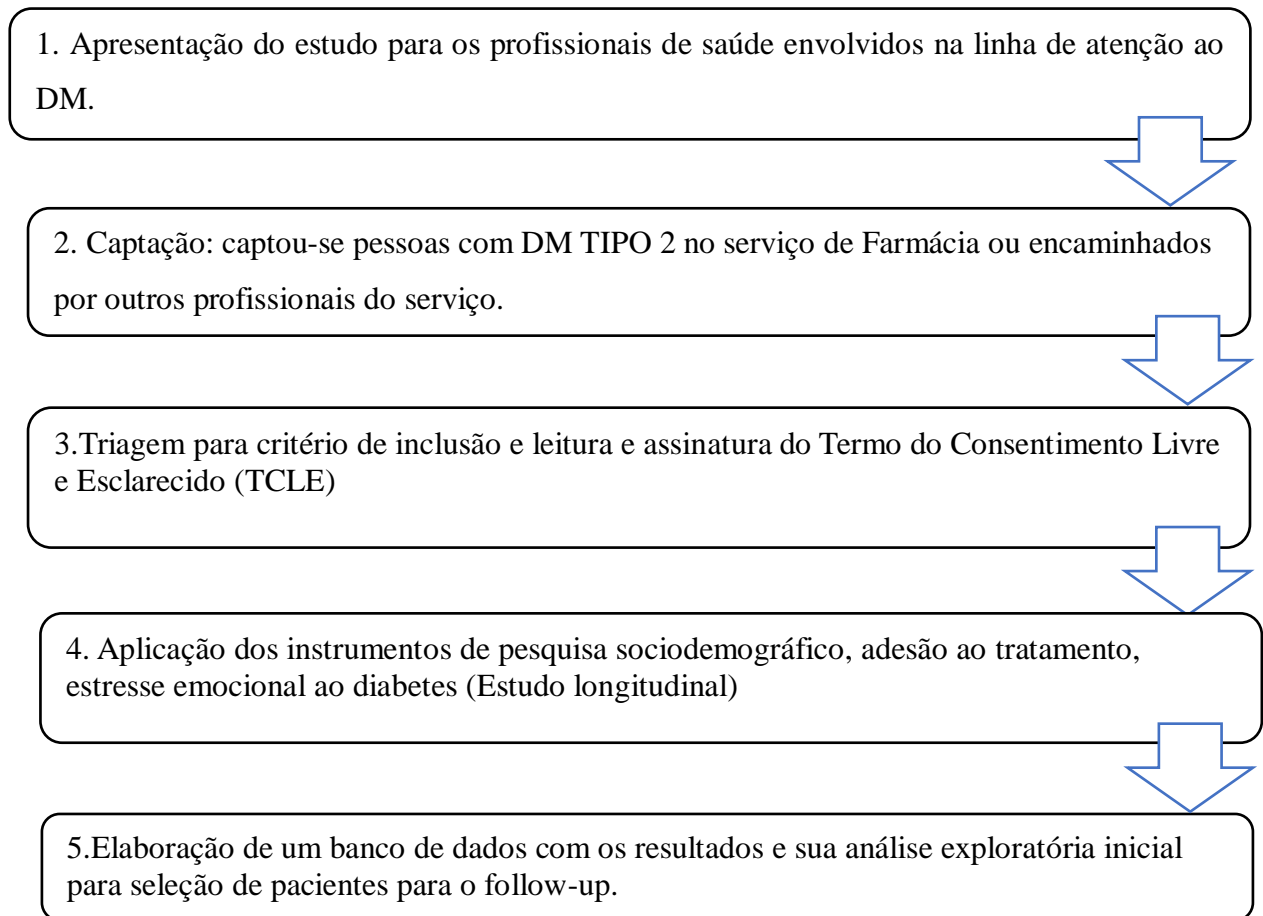 1. Apresentação do estudo para os profissionais de saúde envolvidos na linha de atenção ao
DM.
2. Captação: captou-se pessoas com DM TIPO 2 no serviço de Farmácia ou encaminhados
por outros profissionais do serviço.
3.Triagem para critério de inclusão e leitura e assinatura do Termo do Consentimento Livre
e Esclarecido (TCLE)
4. Aplicação dos instrumentos de pesquisa sociodemográfico, adesão ao tratamento,
estresse emocional ao diabetes (Estudo longitudinal)
5.Elaboração de um banco de dados com os resultados e sua análise exploratória inicial
para seleção de pacientes para o follow-up.